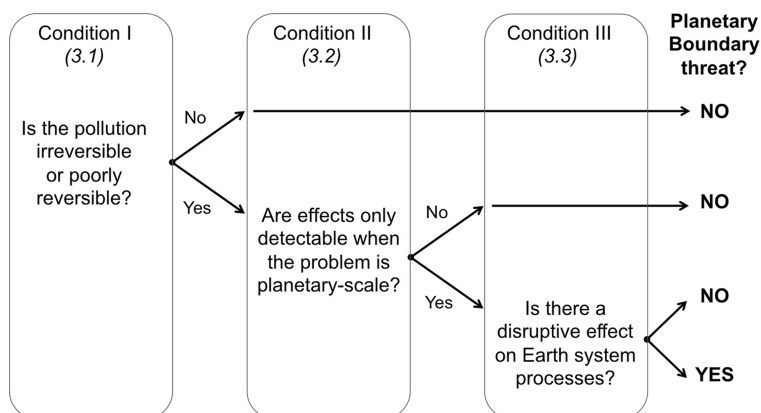 Condition I
(3.1)
Is the pollution
irreversible
or poorly
reversible?
No
Yes
Condition II
(3.2)
Are effects only
detectable when
the problem is
planetary-scale?
No
Yes
Condition III
(3.3)
Is there a
disruptive effect
on Earth system
processes?
Planetary
Boundary
threat?
NO
NO
NO
YES